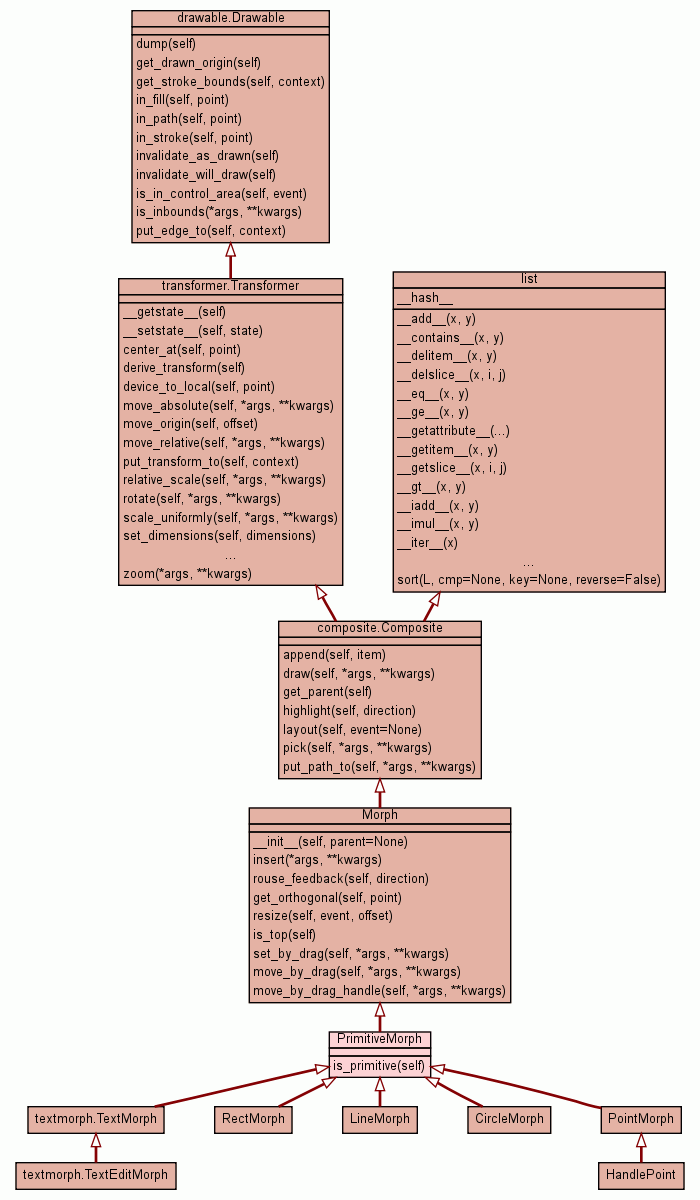 drawable.Drawable
dump(self)
get_drawn_origin(self)
get_stroke_bounds(self, context)
in_fill(self, point)
in_path(self, point)
in_stroke(self, point)
invalidate_as_drawn(self)
invalidate_will_draw(self)
is_in_control_area(self, event)
is_inbounds(*args, **kwargs)
put_edge_to(self, context)
transformer.Transformer
__getstate__(self)
__setstate__(self, state)
center_at(self, point)
derive_transform(self)
device_to_local(self, point)
move_absolute(self, *args, **kwargs)
move_origin(self, offset)
move_relative(self, *args, **kwargs)
put_transform_to(self, context)
relative_scale(self, *args, **kwargs)
rotate(self, *args, **kwargs)
scale_uniformly(self, *args, **kwargs)
set_dimensions(self, dimensions)
...
zoom(*args, **kwargs)
list
__hash__
__add__(x, y)
__contains__(x, y)
__delitem__(x, y)
__delslice__(x, i, j)
__eq__(x, y)
__ge__(x, y)
__getattribute__(...)
__getitem__(x, y)
__getslice__(x, i, j)
__gt__(x, y)
__iadd__(x, y)
__imul__(x, y)
__iter__(x)
...
sort(L, cmp=None, key=None, reverse=False)
composite.Composite
append(self, item)
draw(self, *args, **kwargs)
get_parent(self)
highlight(self, direction)
layout(self, event=None)
pick(self, *args, **kwargs)
put_path_to(self, *args, **kwargs)
Morph
__init__(self, parent=None)
insert(*args, **kwargs)
rouse_feedback(self, direction)
get_orthogonal(self, point)
resize(self, event, offset)
is_top(self)
set_by_drag(self, *args, **kwargs)
move_by_drag(self, *args, **kwargs)
move_by_drag_handle(self, *args, **kwargs)
PrimitiveMorph
is_primitive(self)
textmorph.TextMorph
RectMorph
LineMorph
CircleMorph
PointMorph
textmorph.TextEditMorph
HandlePoint